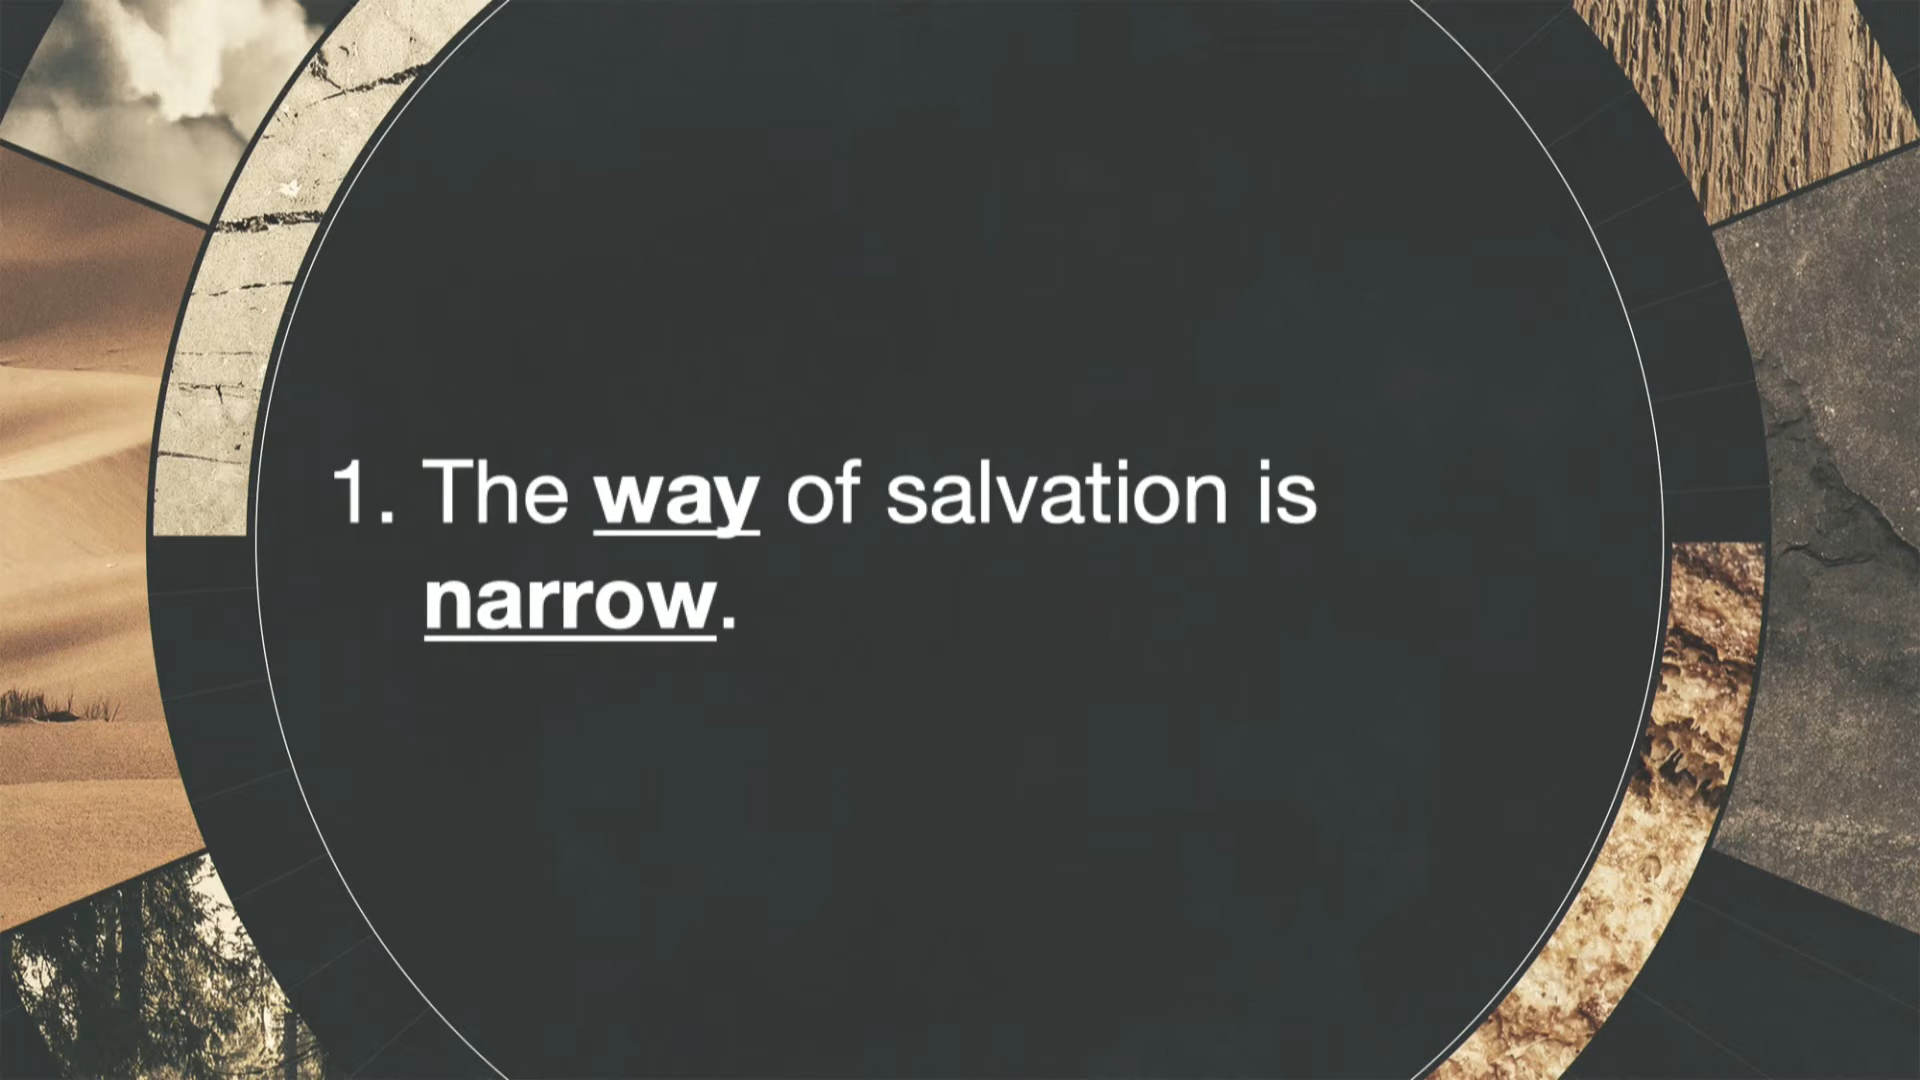 1. The way of salvation is
narrow.